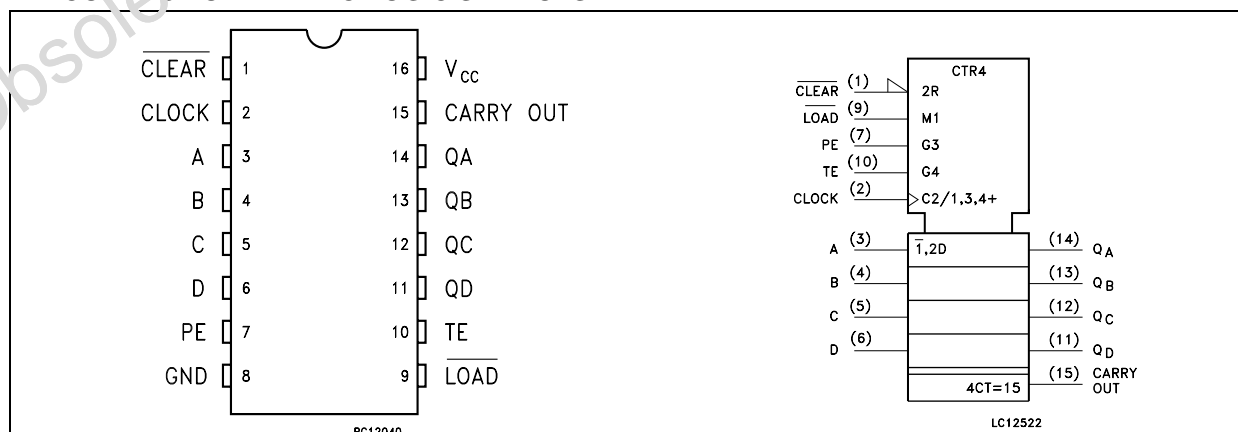 CLEAR 1 16 VCC
CLOCK 2 15 CARRY OUT
A 3 14 QA
B 4 13 QB
C 5 12 QC
D 6 11 QD
PE 7 10 TE
GND 8 9 LOAD
CTR4
CLEAR (1) 2R
LOAD (9) M1
PE (7) G3
TE (10) G4
CLOCK (2) C2/1,3,4+
A (3) 1̅,2D (14) QA
B (4) (13) QB
C (5) (12) QC
D (6) (11) QD
4CT=15 (15) CARRY OUT
LC12522